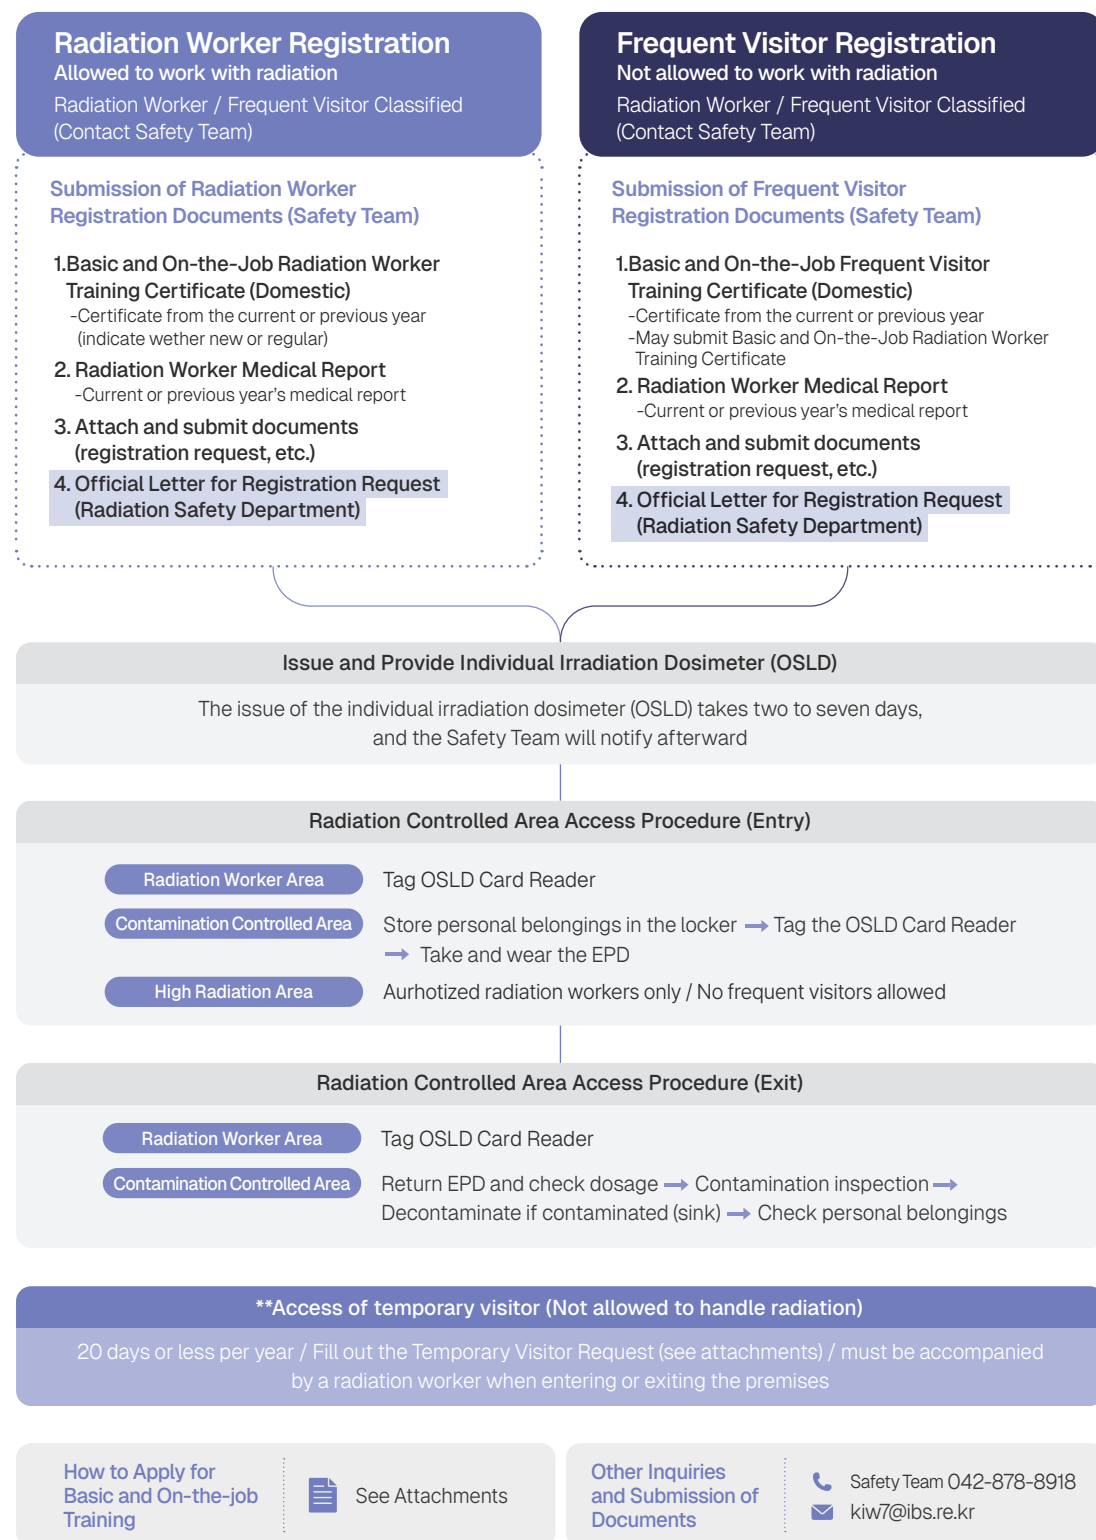 Radiation Worker Registration
Allowed to work with radiation
Radiation Worker / Frequent Visitor Classified
(Contact Safety Team)
Submission of Radiation Worker
Registration Documents (Safety Team)
1.Basic and On-the-Job Radiation Worker
Training Certificate (Domestic)
-Certificate from the current or previous year
(indicate wether new or regular)
2. Radiation Worker Medical Report
-Current or previous year's medical report
3. Attach and submit documents
(registration request, etc.)
4. Official Letter for Registration Request
(Radiation Safety Department)
Frequent Visitor Registration
Not allowed to work with radiation
Radiation Worker / Frequent Visitor Classified
(Contact Safety Team)
Submission of Frequent Visitor
Registration Documents (Safety Team)
1.Basic and On-the-Job Frequent Visitor
Training Certificate (Domestic)
-Certificate from the current or previous year
-May submit Basic and On-the-Job Radiation Worker
Training Certificate
2. Radiation Worker Medical Report
-Current or previous year's medical report
3. Attach and submit documents
(registration request, etc.)
4. Official Letter for Registration Request
(Radiation Safety Department)
Issue and Provide Individual Irradiation Dosimeter (OSLD)
The issue of the individual irradiation dosimeter (OSLD) takes two to seven days,
and the Safety Team will notify afterward
Radiation Controlled Area Access Procedure (Entry)
Radiation Worker Area Tag OSLD Card Reader
Contamination Controlled Area Store personal belongings in the locker → Tag the OSLD Card Reader
→ Take and wear the EPD
High Radiation Area Aurhotized radiation workers only / No frequent visitors allowed
Radiation Controlled Area Access Procedure (Exit)
Radiation Worker Area Tag OSLD Card Reader
Contamination Controlled Area Return EPD and check dosage → Contamination inspection →
Decontaminate if contaminated (sink) → Check personal belongings
**Access of temporary visitor (Not allowed to handle radiation)
20 days or less per year / Fill out the Temporary Visitor Request (see attachments) / must be accompanied
by a radiation worker when entering or exiting the premises
How to Apply for
Basic and On-the-job
Training
See Attachments
Other Inquiries
and Submission of
Documents
Safety Team 042-878-8918
kiw7@ibs.re.kr